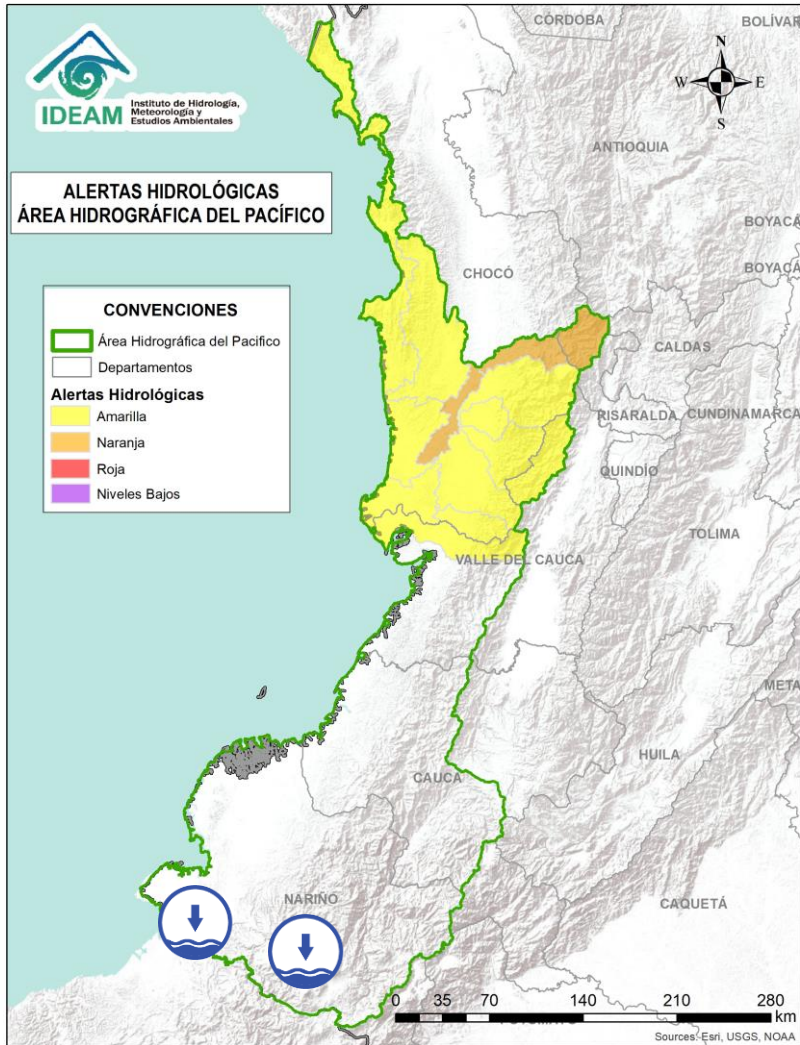 CÓRDOBA
BOLÍVAR
N
W E
S
IDEAM
Instituto de Hidrología,
Meteorología y
Estudios Ambientales
ANTIOQUIA
ALERTAS HIDROLÓGICAS
ÁREA HIDROGRÁFICA DEL PACÍFICO
BOYACÁ
CHOCÓ
BOYACÁ
CONVENCIONES
Área Hidrográfica del Pacifico
Departamentos
Alertas Hidrológicas
Amarilla
Naranja
Roja
Niveles Bajos
CALDAS
RISARALDA
CUNDINAMARCA
QUINDÍO
TOLIMA
VALLE DEL CAUCA
META
HUILA
CAUCA
NARIÑO
CAQUETÁ
0 35 70 140 210 280
km
Sources: Esri, USGS, NOAA